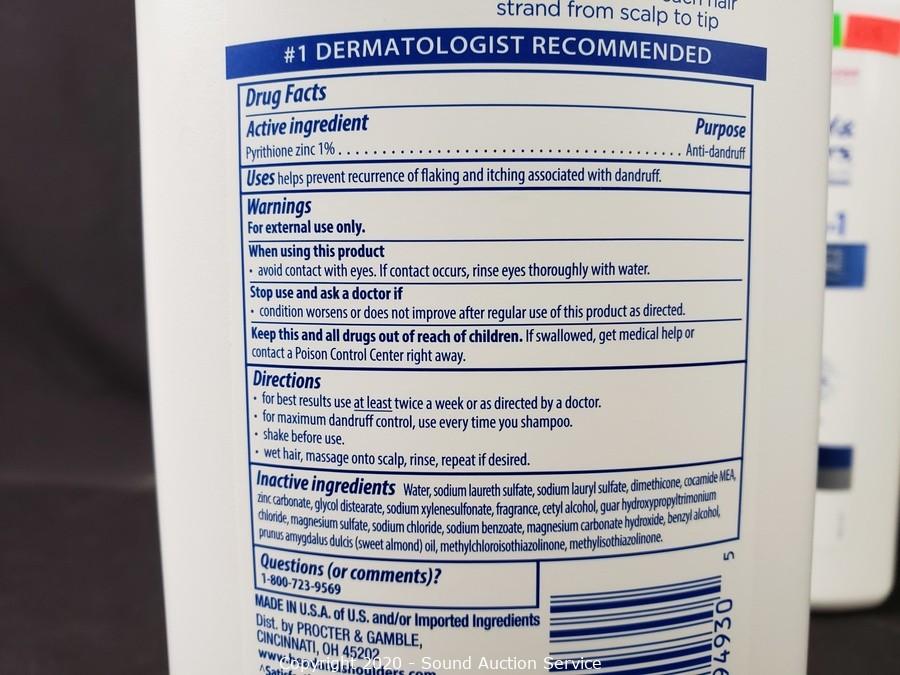 hair
strand from scalp to tip
#1 DERMATOLOGIST RECOMMENDED
Drug Facts
Active ingredient Purpose
Pyrithione zinc 1% . . . . . . . . . . . . . . . . . . . . . . . . . . . . . . . . . . . . . . . . Anti-dandruff
Uses helps prevent recurrence of flaking and itching associated with dandruff.
Warnings
For external use only.
When using this product
• avoid contact with eyes. If contact occurs, rinse eyes thoroughly with water.
Stop use and ask a doctor if
• condition worsens or does not improve after regular use of this product as directed.
Keep this and all drugs out of reach of children. If swallowed, get medical help or
contact a Poison Control Center right away.
Directions
• for best results use at least twice a week or as directed by a doctor.
• for maximum dandruff control, use every time you shampoo.
• shake before use.
• wet hair, massage onto scalp, rinse, repeat if desired.
Inactive ingredients Water, sodium laureth sulfate, sodium lauryl sulfate, dimethicone, cocamide MEA,
zinc carbonate, glycol distearate, sodium xylenesulfonate, fragrance, cetyl alcohol, guar hydroxypropyltrimonium
chloride, magnesium sulfate, sodium chloride, sodium benzoate, magnesium carbonate hydroxide, benzyl alcohol,
prunus amygdalus dulcis (sweet almond) oil, methylchloroisothiazolinone, methylisothiazolinone.
Questions (or comments)?
1-800-723-9569
MADE IN U.S.A. of U.S. and/or Imported Ingredients
Dist. by PROCTER & GAMBLE,
CINCINNATI, OH 45202
4930 5
Copyright 2020 - Sound Auction Service